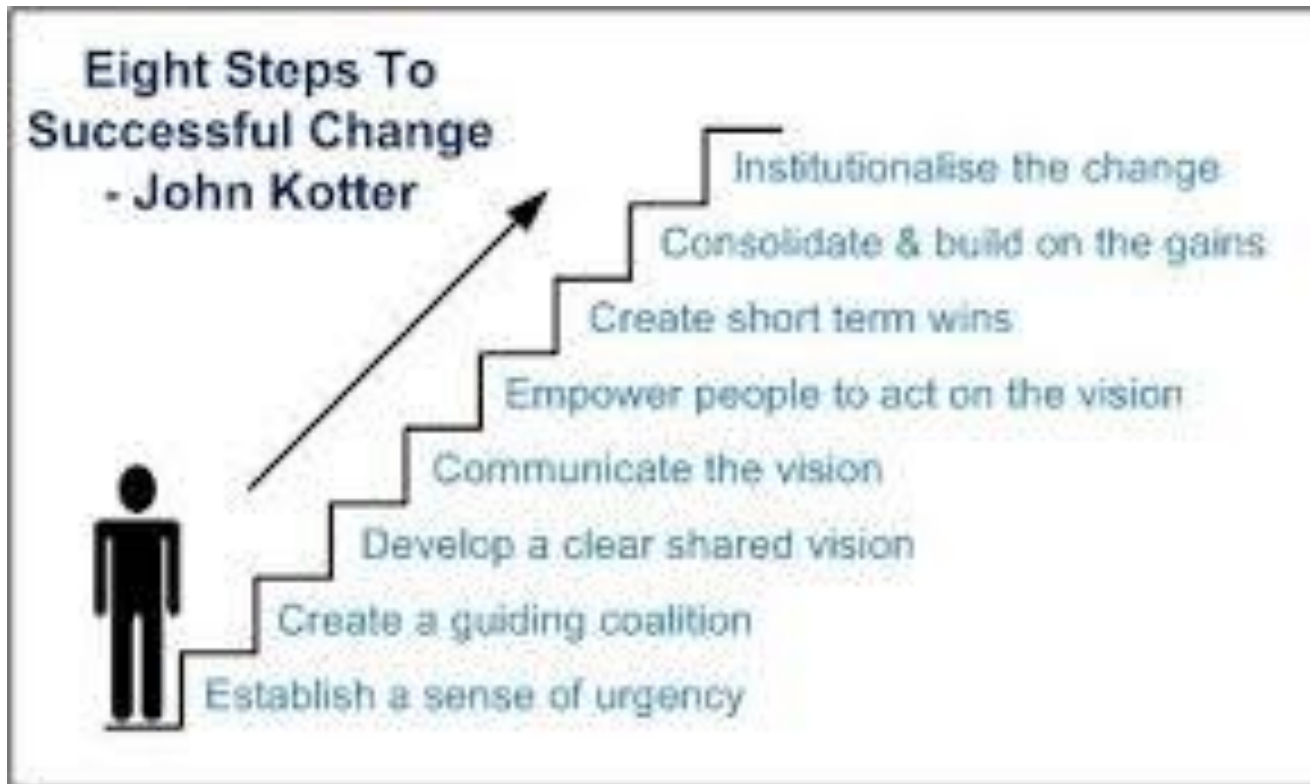 Eight Steps To
Successful Change
- John Kotter
Institutionalise the change
Consolidate & build on the gains
Create short term wins
Empower people to act on the vision
Communicate the vision
Develop a clear shared vision
Create a guiding coalition
Establish a sense of urgency